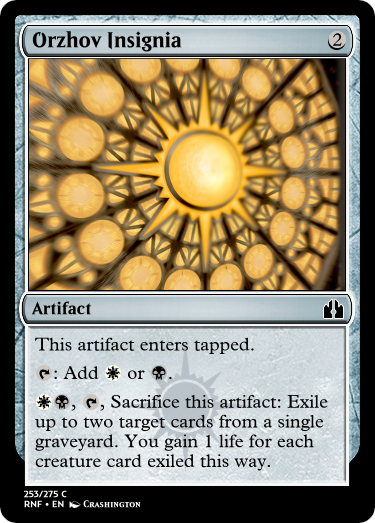 Orzhov Insignia 2
Artifact
This artifact enters tapped.
: Add or .
, , Sacrifice this artifact: Exile
up to two target cards from a single
graveyard. You gain 1 life for each
creature card exiled this way.
253/275 C
RNF • EN Crashington